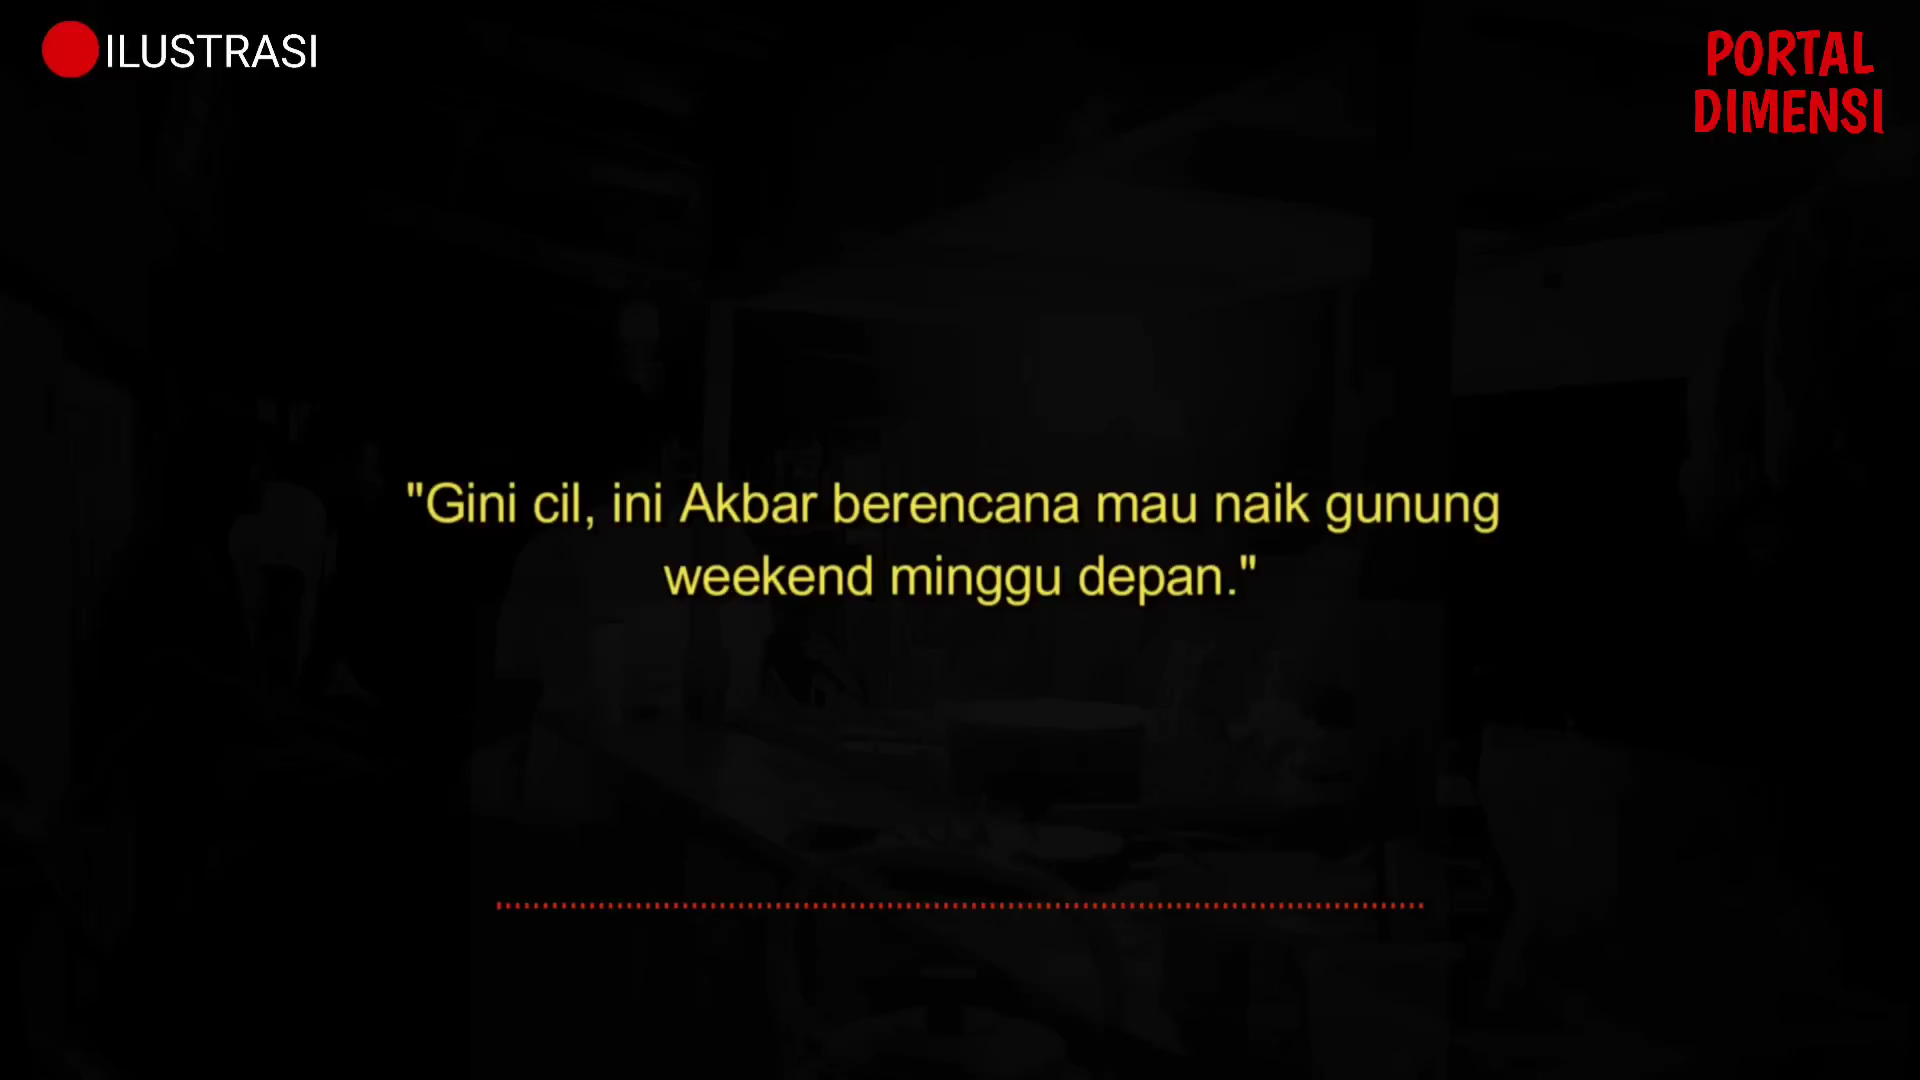 ILUSTRASI
PORTAL
DIMENSI
"Gini cil, ini Akbar berencana mau naik gunung
weekend minggu depan."